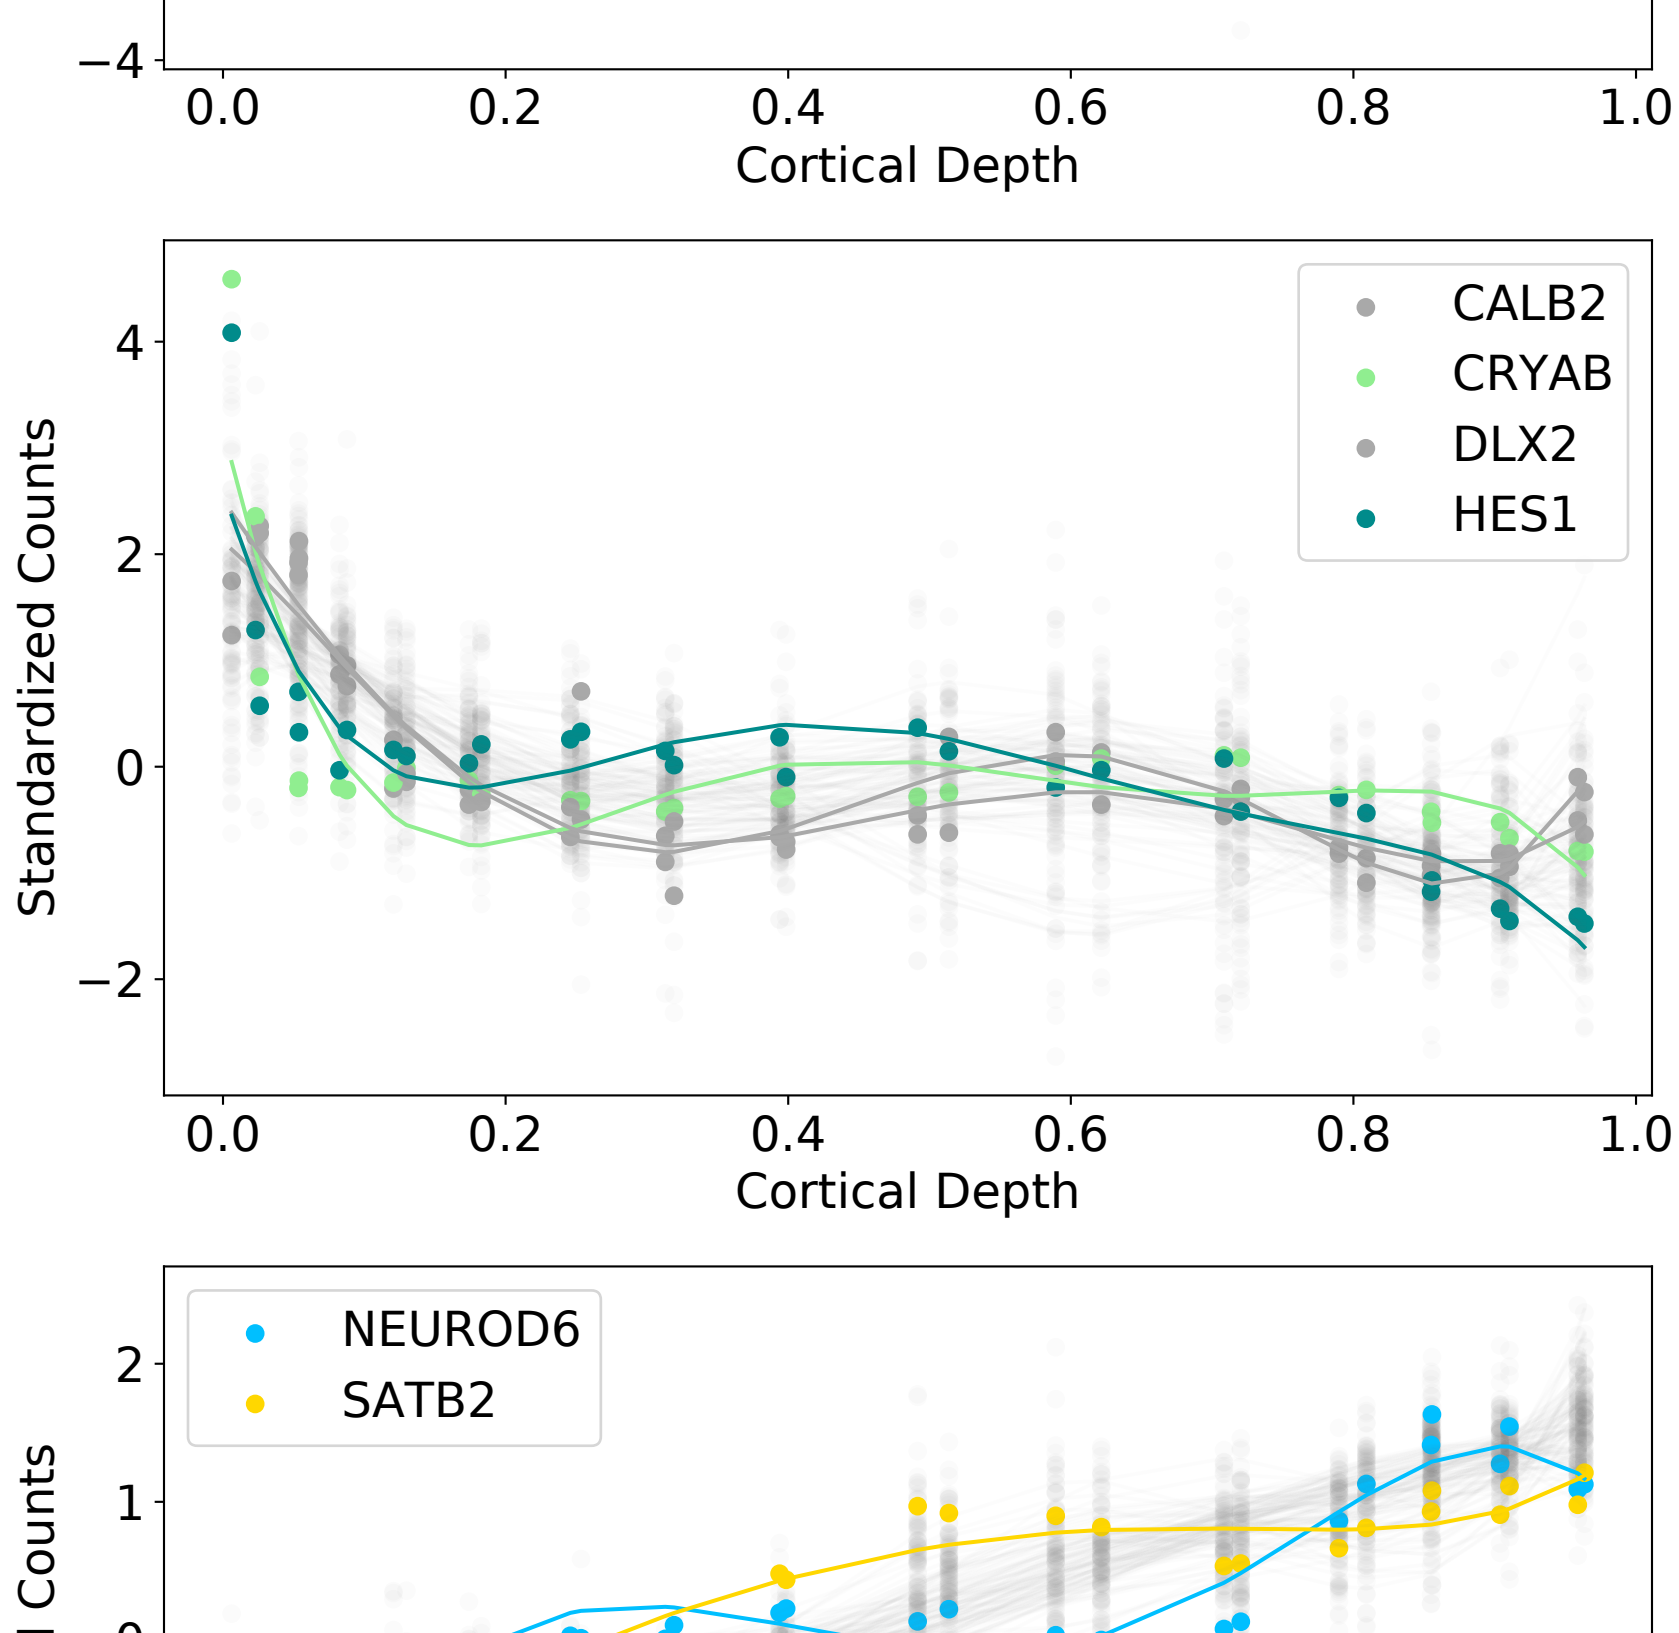 −4
0.0 0.2 0.4 0.6 0.8 1.0
Cortical Depth
CALB2
CRYAB
DLX2
HES1
4
2
0
−2
Standardized Counts
0.0 0.2 0.4 0.6 0.8 1.0
Cortical Depth
NEUROD6
SATB2
2
1
0
Counts